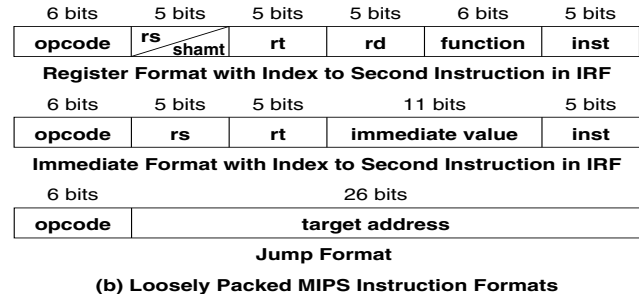 6 bits 5 bits 5 bits 5 bits 6 bits 5 bits
opcode rs shamt rt rd function inst
Register Format with Index to Second Instruction in IRF
6 bits 5 bits 5 bits 11 bits 5 bits
opcode rs rt immediate value inst
Immediate Format with Index to Second Instruction in IRF
6 bits 26 bits
opcode target address
Jump Format
(b) Loosely Packed MIPS Instruction Formats